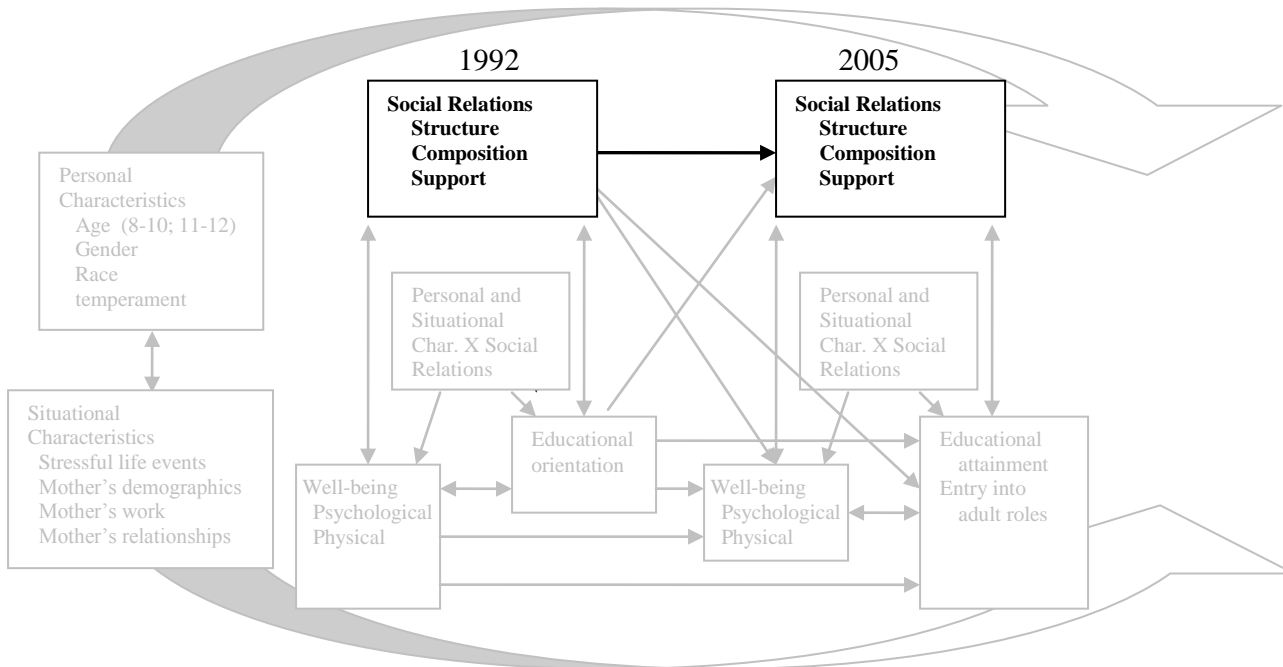 1992
2005
Social Relations
Structure
Composition
Support
Social Relations
Structure
Composition
Support
Personal
Characteristics
Age (8-10; 11-12)
Gender
Race
temperament
Personal and
Situational
Char. X Social
Relations
Personal and
Situational
Char. X Social
Relations
Situational
Characteristics
Stressful life events
Mother's demographics
Mother's work
Mother's relationships
Educational
orientation
Educational
attainment
Entry into
adult roles
Well-being
Psychological
Physical
Well-being
Psychological
Physical